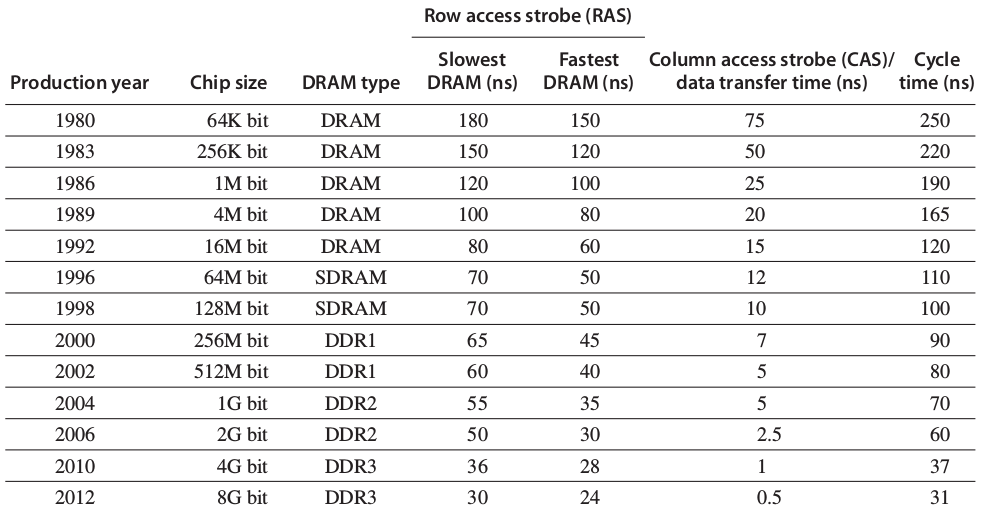 Row access strobe (RAS)
Slowest Fastest Column access strobe (CAS)/ Cycle
Production year Chip size DRAM type DRAM (ns) DRAM (ns) data transfer time (ns) time (ns)
1980 64K bit DRAM 180 150 75 250
1983 256K bit DRAM 150 120 50 220
1986 1M bit DRAM 120 100 25 190
1989 4M bit DRAM 100 80 20 165
1992 16M bit DRAM 80 60 15 120
1996 64M bit SDRAM 70 50 12 110
1998 128M bit SDRAM 70 50 10 100
2000 256M bit DDR1 65 45 7 90
2002 512M bit DDR1 60 40 5 80
2004 1G bit DDR2 55 35 5 70
2006 2G bit DDR2 50 30 2.5 60
2010 4G bit DDR3 36 28 1 37
2012 8G bit DDR3 30 24 0.5 31